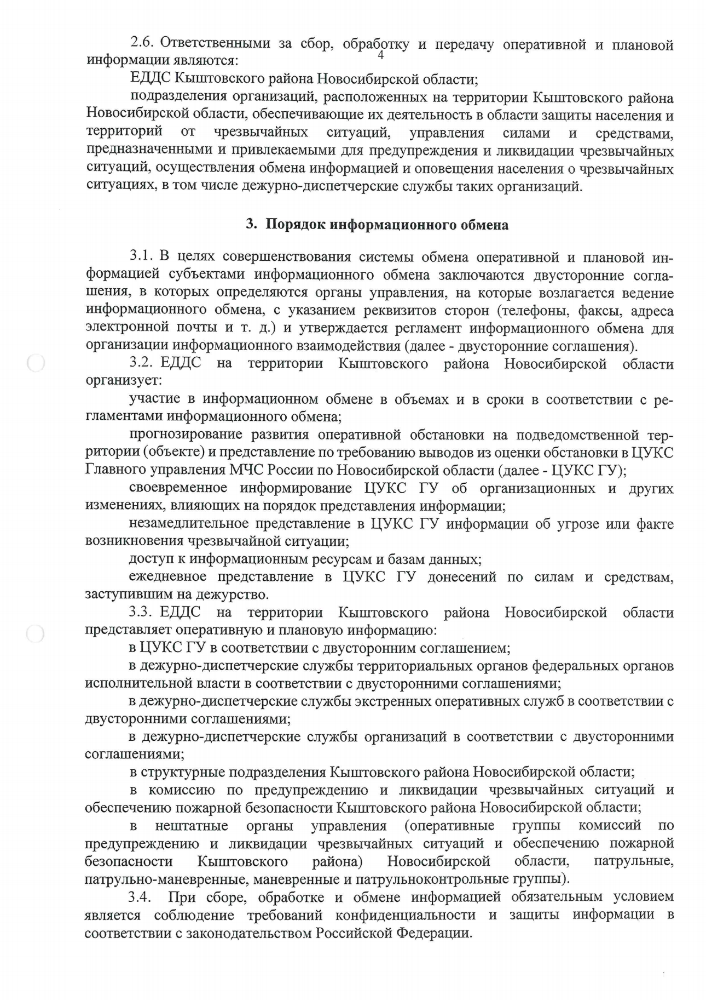 2.6. Ответственными за сбор, обработку и передачу оперативной и плановой
4
информации являются:
ЕДДС Кыштовского района Новосибирской области;
подразделения организаций, расположенных на территории Кыштовского района
Новосибирской области, обеспечивающие их деятельность в области защиты населения и
территорий от чрезвычайных ситуаций, управления силами и средствами,
предназначенными и привлекаемыми для предупреждения и ликвидации чрезвычайных
ситуаций, осуществления обмена информацией и оповещения населения о чрезвычайных
ситуациях, в том числе дежурно-диспетчерские службы таких организаций.
3. Порядок информационного обмена
3.1. В целях совершенствования системы обмена оперативной и плановой ин-
формацией субъектами информационного обмена заключаются двусторонние согла-
шения, в которых определяются органы управления, на которые возлагается ведение
информационного обмена, с указанием реквизитов сторон (телефоны, факсы, адреса
электронной почты и т. д.) и утверждается регламент информационного обмена для
организации информационного взаимодействия (далее - двусторонние соглашения).
3.2. ЕДДС на территории Кыштовского района Новосибирской области
организует:
участие в информационном обмене в объемах и в сроки в соответствии с ре-
гламентами информационного обмена;
прогнозирование развития оперативной обстановки на подведомственной тер-
ритории (объекте) и представление по требованию выводов из оценки обстановки в ЦУКС
Главного управления МЧС России по Новосибирской области (далее - ЦУКС ГУ);
своевременное информирование ЦУКС ГУ об организационных и других
изменениях, влияющих на порядок представления информации;
незамедлительное представление в ЦУКС ГУ информации об угрозе или факте
возникновения чрезвычайной ситуации;
доступ к информационным ресурсам и базам данных;
ежедневное представление в ЦУКС ГУ донесений по силам и средствам,
заступившим на дежурство.
3.3. ЕДДС на территории Кыштовского района Новосибирской области
представляет оперативную и плановую информацию:
в ЦУКС ГУ в соответствии с двусторонним соглашением;
в дежурно-диспетчерские службы территориальных органов федеральных органов
исполнительной власти в соответствии с двусторонними соглашениями;
в дежурно-диспетчерские службы экстренных оперативных служб в соответствии с
двусторонними соглашениями;
в дежурно-диспетчерские службы организаций в соответствии с двусторонними
соглашениями;
в структурные подразделения Кыштовского района Новосибирской области;
в комиссию по предупреждению и ликвидации чрезвычайных ситуаций и
обеспечению пожарной безопасности Кыштовского района Новосибирской области;
в нештатные органы управления (оперативные группы комиссий по
предупреждению и ликвидации чрезвычайных ситуаций и обеспечению пожарной
безопасности Кыштовского района) Новосибирской области, патрульные,
патрульно-маневренные, маневренные и патрульноконтрольные группы).
3.4. При сборе, обработке и обмене информацией обязательным условием
является соблюдение требований конфиденциальности и защиты информации в
соответствии с законодательством Российской Федерации.